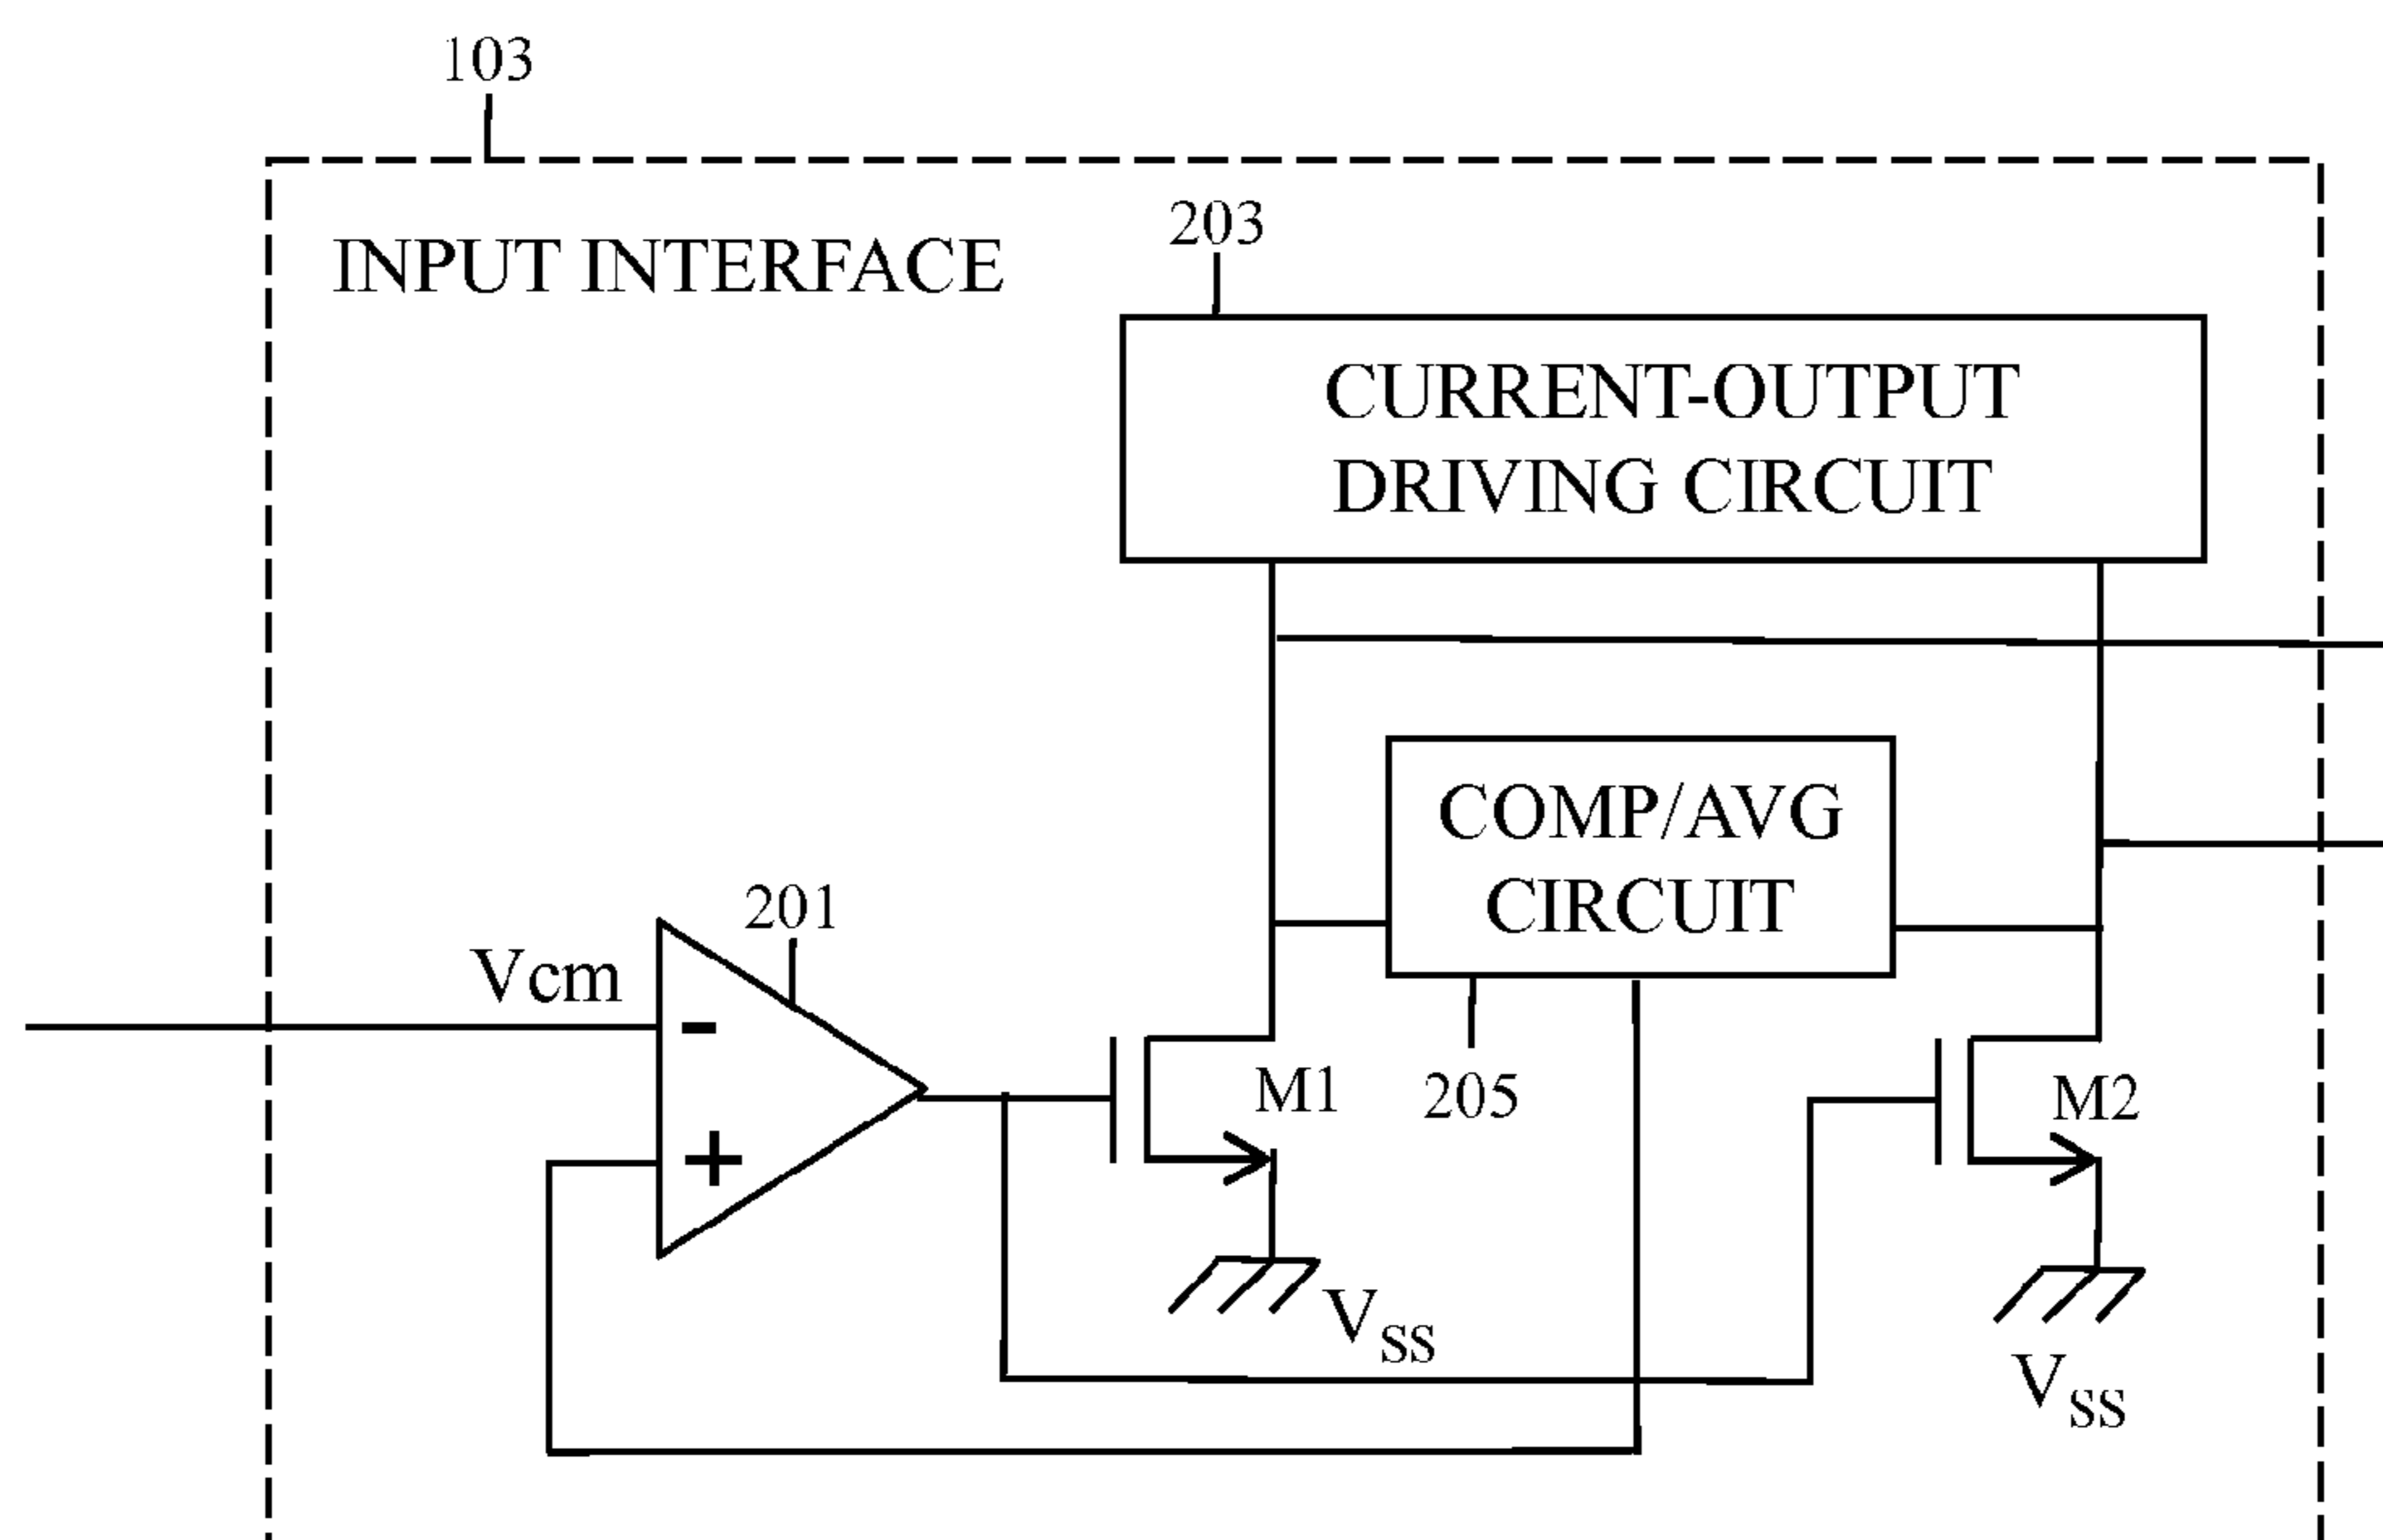 103
INPUT INTERFACE
203
CURRENT-OUTPUT
DRIVING CIRCUIT
COMP/AVG
CIRCUIT
201
Vcm
-
+
M1
205
M2
VSS
VSS